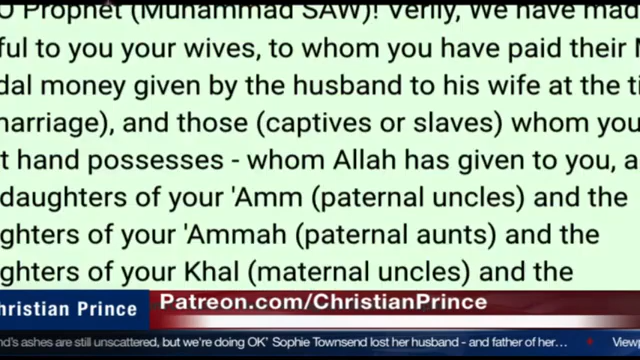 O Prophet (Muhammad SAW)! Verily, We have made
ful to you your wives, to whom you have paid their M
dal money given by the husband to his wife at the ti
marriage), and those (captives or slaves) whom you
t hand possesses - whom Allah has given to you, a
daughters of your 'Amm (paternal uncles) and the
ghters of your 'Ammah (paternal aunts) and the
ghters of your Khal (maternal uncles) and the
Christian Prince
Patreon.com/ChristianPrince
nd's ashes are still unscattered, but we're doing OK' Sophie Townsend lost her husband - and father of her… View